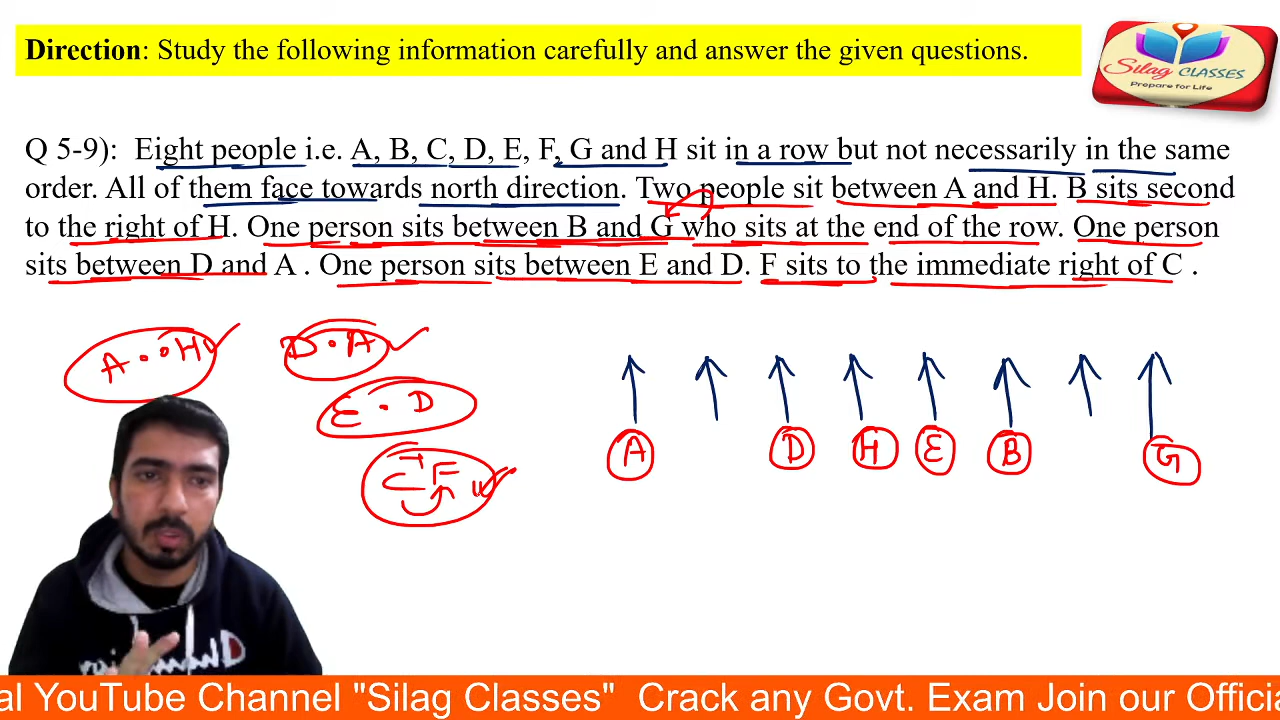 Direction: Study the following information carefully and answer the given questions.
Silag CLASSES
Prepare for Life
Q 5-9): Eight people i.e. A, B, C, D, E, F, G and H sit in a row but not necessarily in the same
order. All of them face towards north direction. Two people sit between A and H. B sits second
to the right of H. One person sits between B and G who sits at the end of the row. One person
sits between D and A . One person sits between E and D. F sits to the immediate right of C .
A . . H
D . A
E . D
C F
A D H E B G
al YouTube Channel "Silag Classes" Crack any Govt. Exam Join our Officia